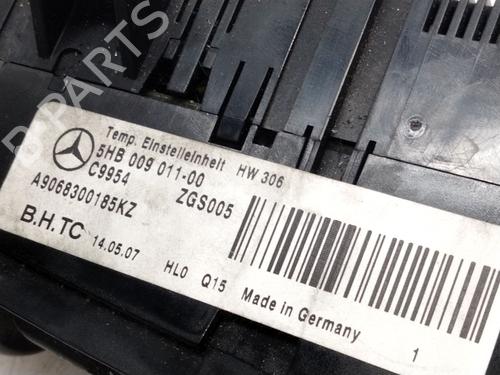 B-PARTS
Temp. Einstelleinheit HW 306
5HB 009 011-00
C9954 ZGS005
A9068300185KZ
B.H.TC 14.05.07 HL0 Q15 Made in Germany 1